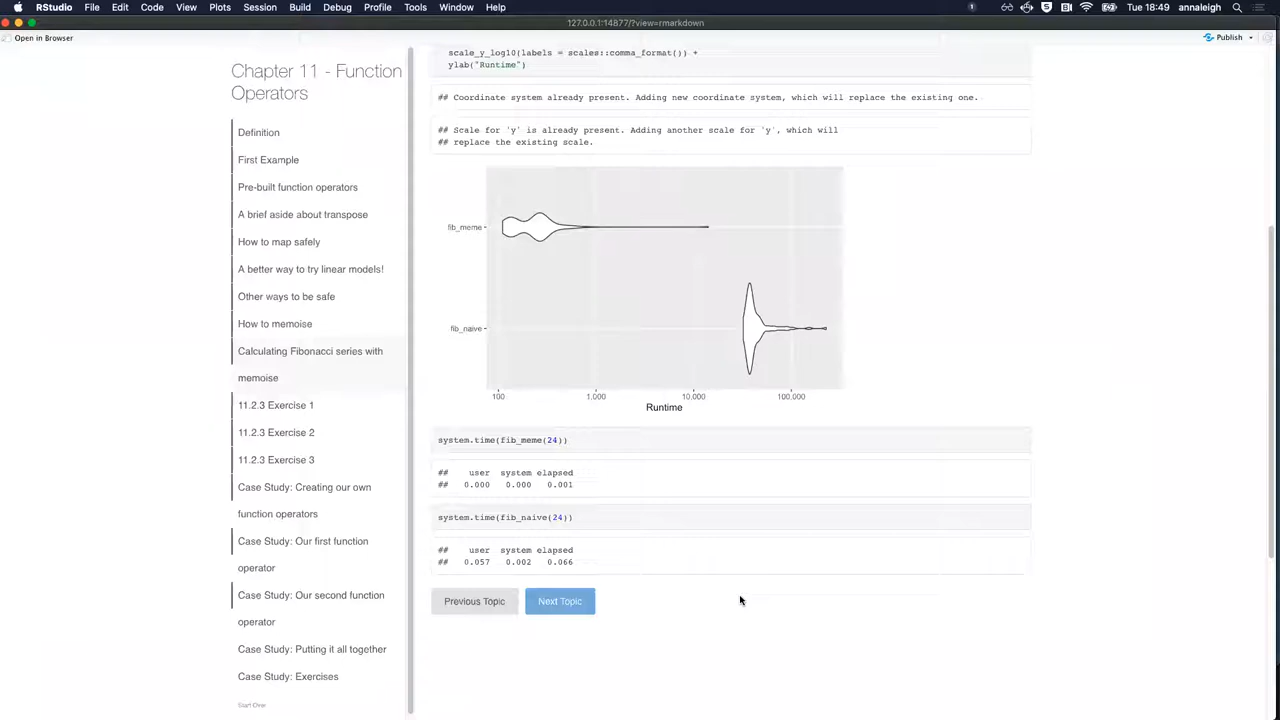 RStudio File Edit Code View Plots Session Build Debug Profile Tools Window Help Tue 18:49 annaleigh
127.0.0.1:14877/?view=rmarkdown
Open in Browser Publish
Chapter 11 - Function
Operators
Definition
First Example
Pre-built function operators
A brief aside about transpose
How to map safely
A better way to try linear models!
Other ways to be safe
How to memoise
Calculating Fibonacci series with
memoise
11.2.3 Exercise 1
11.2.3 Exercise 2
11.2.3 Exercise 3
Case Study: Creating our own
function operators
Case Study: Our first function
operator
Case Study: Our second function
operator
Case Study: Putting it all together
Case Study: Exercises
Start Over
scale_y_log10(labels = scales::comma_format()) +
ylab("Runtime")
## Coordinate system already present. Adding new coordinate system, which will replace the existing one.
## Scale for 'y' is already present. Adding another scale for 'y', which will
## replace the existing scale.
fib_meme
fib_naive
100 1,000 10,000 100,000
Runtime
system.time(fib_meme(24))
## user system elapsed
## 0.000 0.000 0.001
system.time(fib_naive(24))
## user system elapsed
## 0.057 0.002 0.066
Previous Topic Next Topic